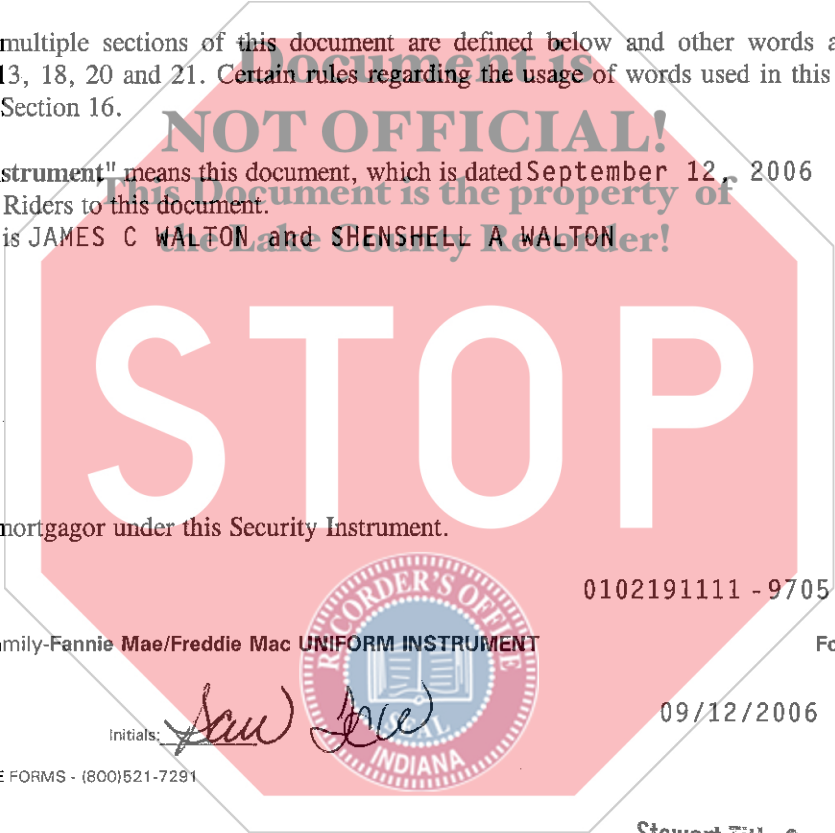 multiple sections of this document are defined below and other words a
13, 18, 20 and 21. Certain rules regarding the usage of words used in this
Section 16.
Document is
NOT OFFICIAL!
This Document is the property of
the Lake County Recorder!
strument" means this document, which is dated September 12, 2006
Riders to this document.
is JAMES C WALTON and SHENSHELL A WALTON
STOP
mortgagor under this Security Instrument.
0102191111 - 9705
mily-Fannie Mae/Freddie Mac UNIFORM INSTRUMENT
Fo
RECORDER'S OFFICE
SEAL
INDIANA
Initials:
09/12/2006
E FORMS - (800)521-7291
Stewart Title